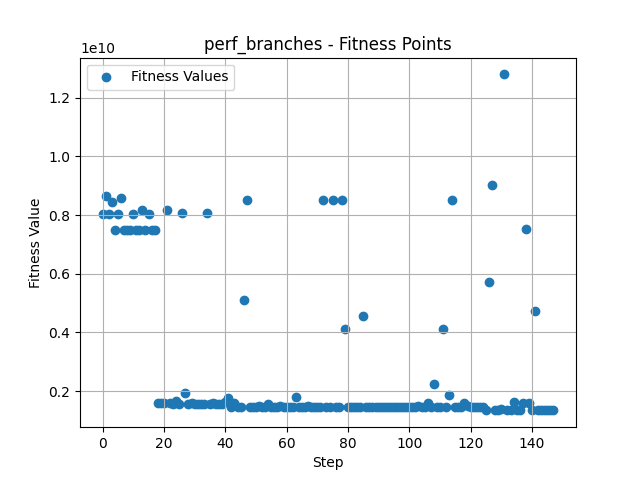 perf_branches - Fitness Points
1e10
Fitness Values
1.2
1.0
0.8
0.6
0.4
0.2
Fitness Value
0 20 40 60 80 100 120 140
Step